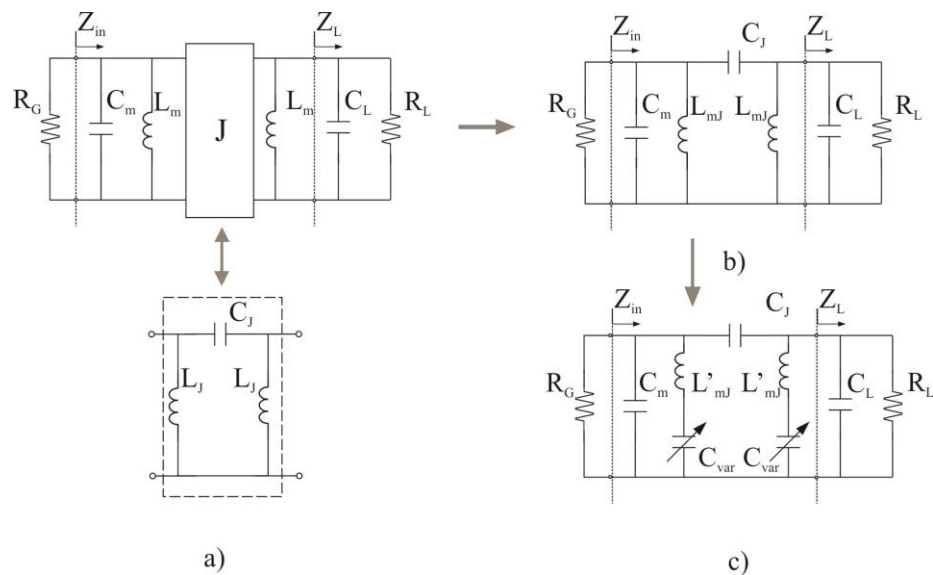 Z_in Z_L
R_G C_m L_m J L_m C_L R_L
C_J
L_J L_J
a)
C_J
Z_in Z_L
R_G C_m L_mJ L_mJ C_L R_L
b)
C_J
Z_in Z_L
R_G C_m L'_mJ L'_mJ C_L R_L
C_var C_var
c)